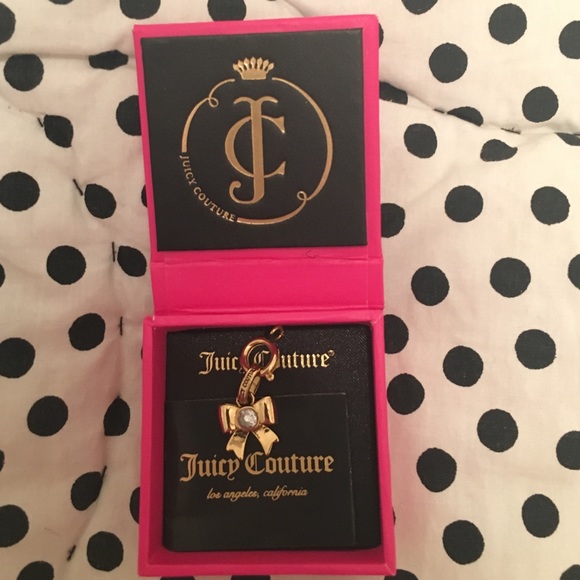 JC
JUICY COUTURE
Juicy Couture®
Juicy Couture
los angeles, california